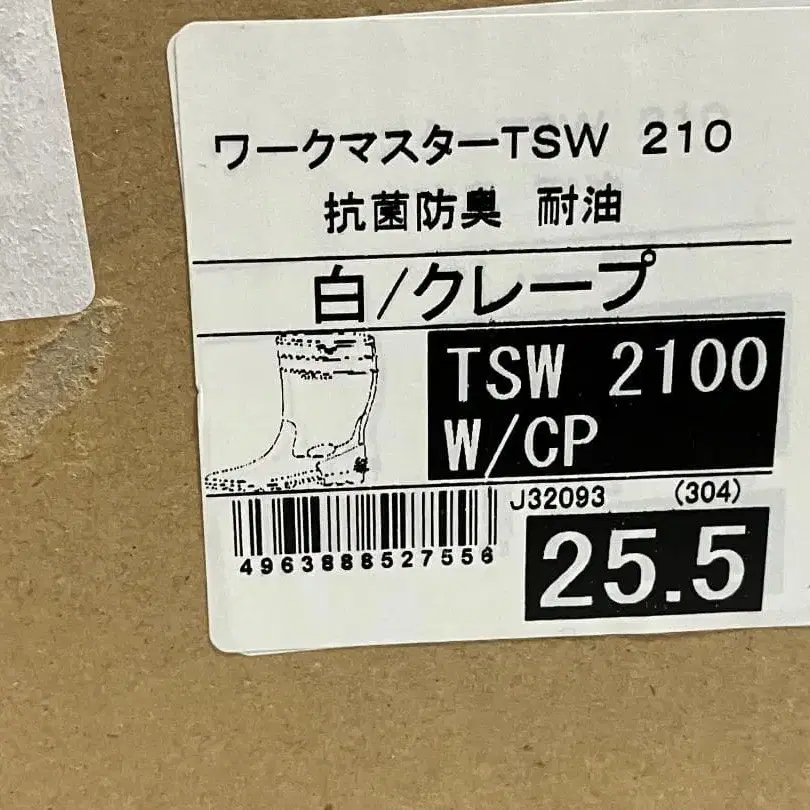 ワークマスターTSW 210
抗菌防臭 耐油
白/クレープ
TSW 2100
W/CP
J32093 (304)
4963888527556
25.5